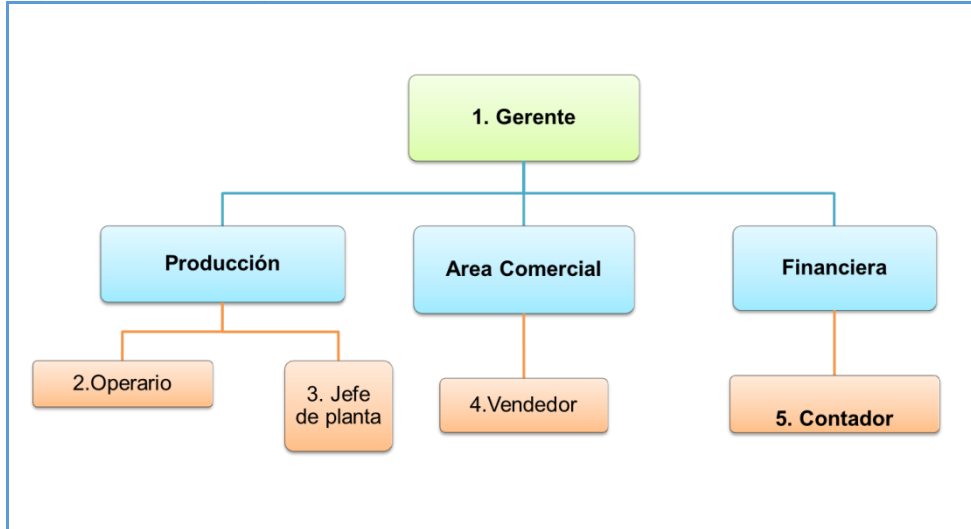 1. Gerente
Producción
Area Comercial
Financiera
2.Operario
3. Jefe
de planta
4.Vendedor
5. Contador